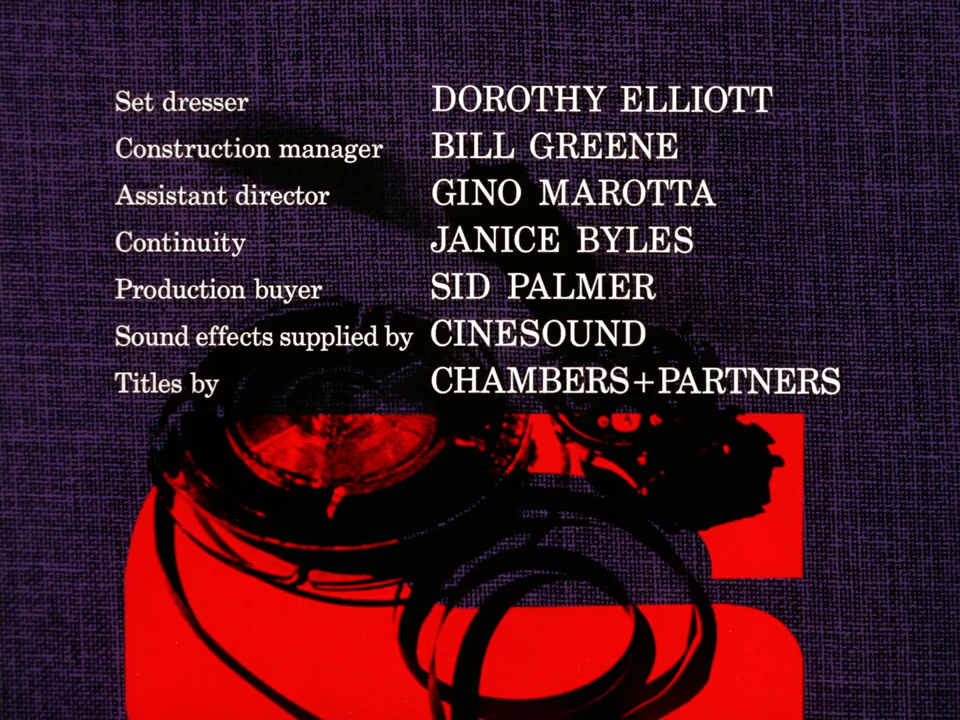 Set dresser DOROTHY ELLIOTT
Construction manager BILL GREENE
Assistant director GINO MAROTTA
Continuity JANICE BYLES
Production buyer SID PALMER
Sound effects supplied by CINESOUND
Titles by CHAMBERS+PARTNERS